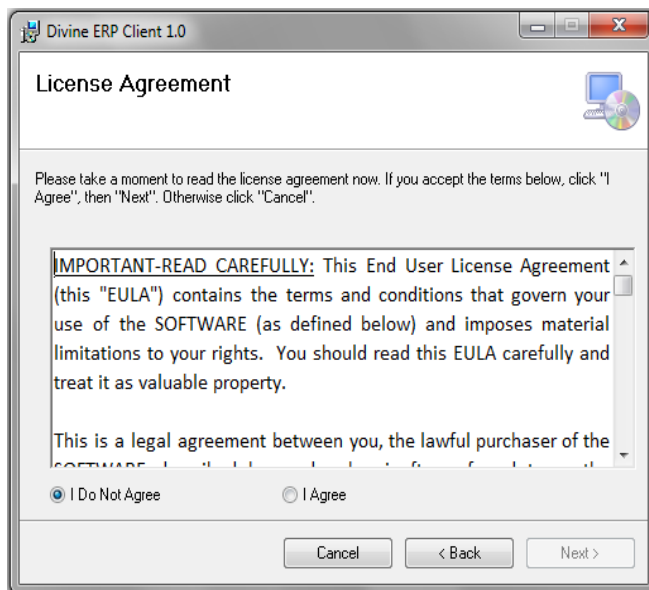 Divine ERP Client 1.0
License Agreement
Please take a moment to read the license agreement now. If you accept the terms below, click "I
Agree", then "Next". Otherwise click "Cancel".
IMPORTANT-READ CAREFULLY: This End User License Agreement
(this "EULA") contains the terms and conditions that govern your
use of the SOFTWARE (as defined below) and imposes material
limitations to your rights. You should read this EULA carefully and
treat it as valuable property.
This is a legal agreement between you, the lawful purchaser of the
I Do Not Agree
I Agree
Cancel
< Back
Next >